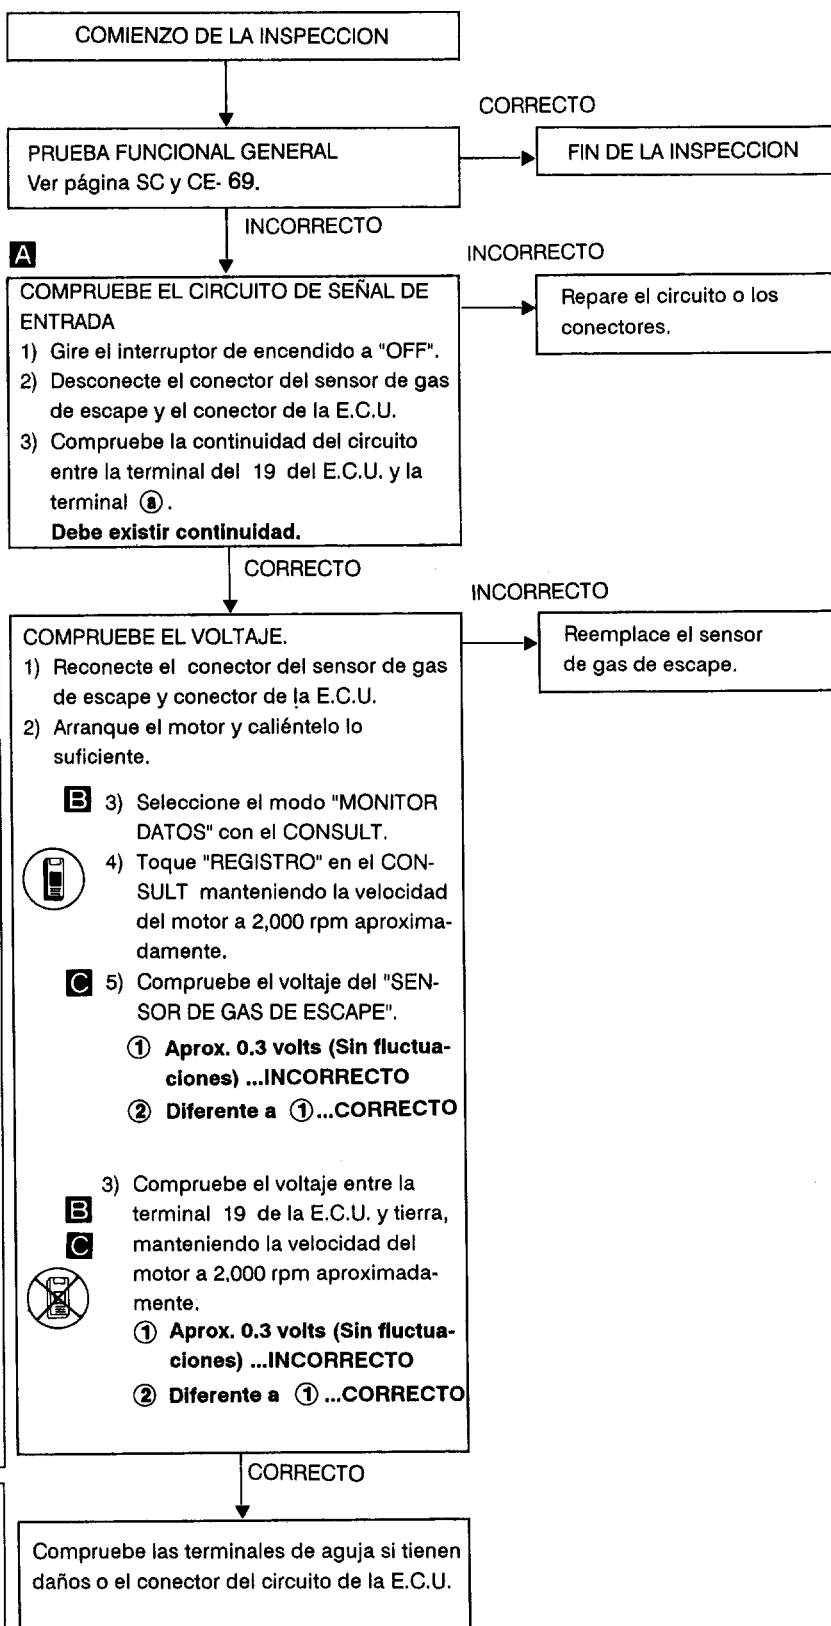 COMIENZO DE LA INSPECCION
CORRECTO
PRUEBA FUNCIONAL GENERAL
Ver página SC y CE- 69.
FIN DE LA INSPECCION
INCORRECTO
A
INCORRECTO
COMPRUEBE EL CIRCUITO DE SEÑAL DE
ENTRADA
1) Gire el interruptor de encendido a "OFF".
2) Desconecte el conector del sensor de gas
de escape y el conector de la E.C.U.
3) Compruebe la continuidad del circuito
entre la terminal del 19 del E.C.U. y la
terminal ⓐ.
Debe existir continuidad.
Repare el circuito o los
conectores.
CORRECTO
INCORRECTO
COMPRUEBE EL VOLTAJE.
1) Reconecte el conector del sensor de gas
de escape y conector de la E.C.U.
2) Arranque el motor y caliéntelo lo
suficiente.
Reemplace el sensor
de gas de escape.
B 3) Seleccione el modo "MONITOR
DATOS" con el CONSULT.
4) Toque "REGISTRO" en el CON-
SULT manteniendo la velocidad
del motor a 2,000 rpm aproxima-
damente.
C 5) Compruebe el voltaje del "SEN-
SOR DE GAS DE ESCAPE".
① Aprox. 0.3 volts (Sin fluctua-
ciones) ...INCORRECTO
② Diferente a ①...CORRECTO
3) Compruebe el voltaje entre la
B terminal 19 de la E.C.U. y tierra,
C manteniendo la velocidad del
motor a 2,000 rpm aproximada-
mente.
① Aprox. 0.3 volts (Sin fluctua-
ciones) ...INCORRECTO
② Diferente a ① ...CORRECTO
CORRECTO
Compruebe las terminales de aguja si tienen
daños o el conector del circuito de la E.C.U.